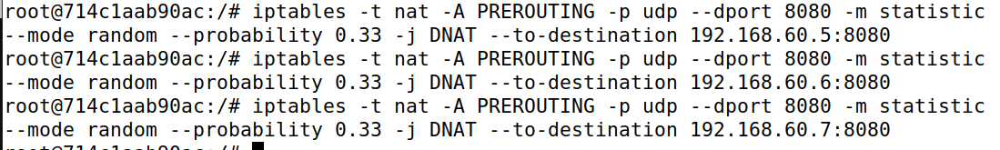 root@714c1aab90ac:/# iptables -t nat -A PREROUTING -p udp --dport 8080 -m statistic
--mode random --probability 0.33 -j DNAT --to-destination 192.168.60.5:8080
root@714c1aab90ac:/# iptables -t nat -A PREROUTING -p udp --dport 8080 -m statistic
--mode random --probability 0.33 -j DNAT --to-destination 192.168.60.6:8080
root@714c1aab90ac:/# iptables -t nat -A PREROUTING -p udp --dport 8080 -m statistic
--mode random --probability 0.33 -j DNAT --to-destination 192.168.60.7:8080
root@714c1aab90ac:/#